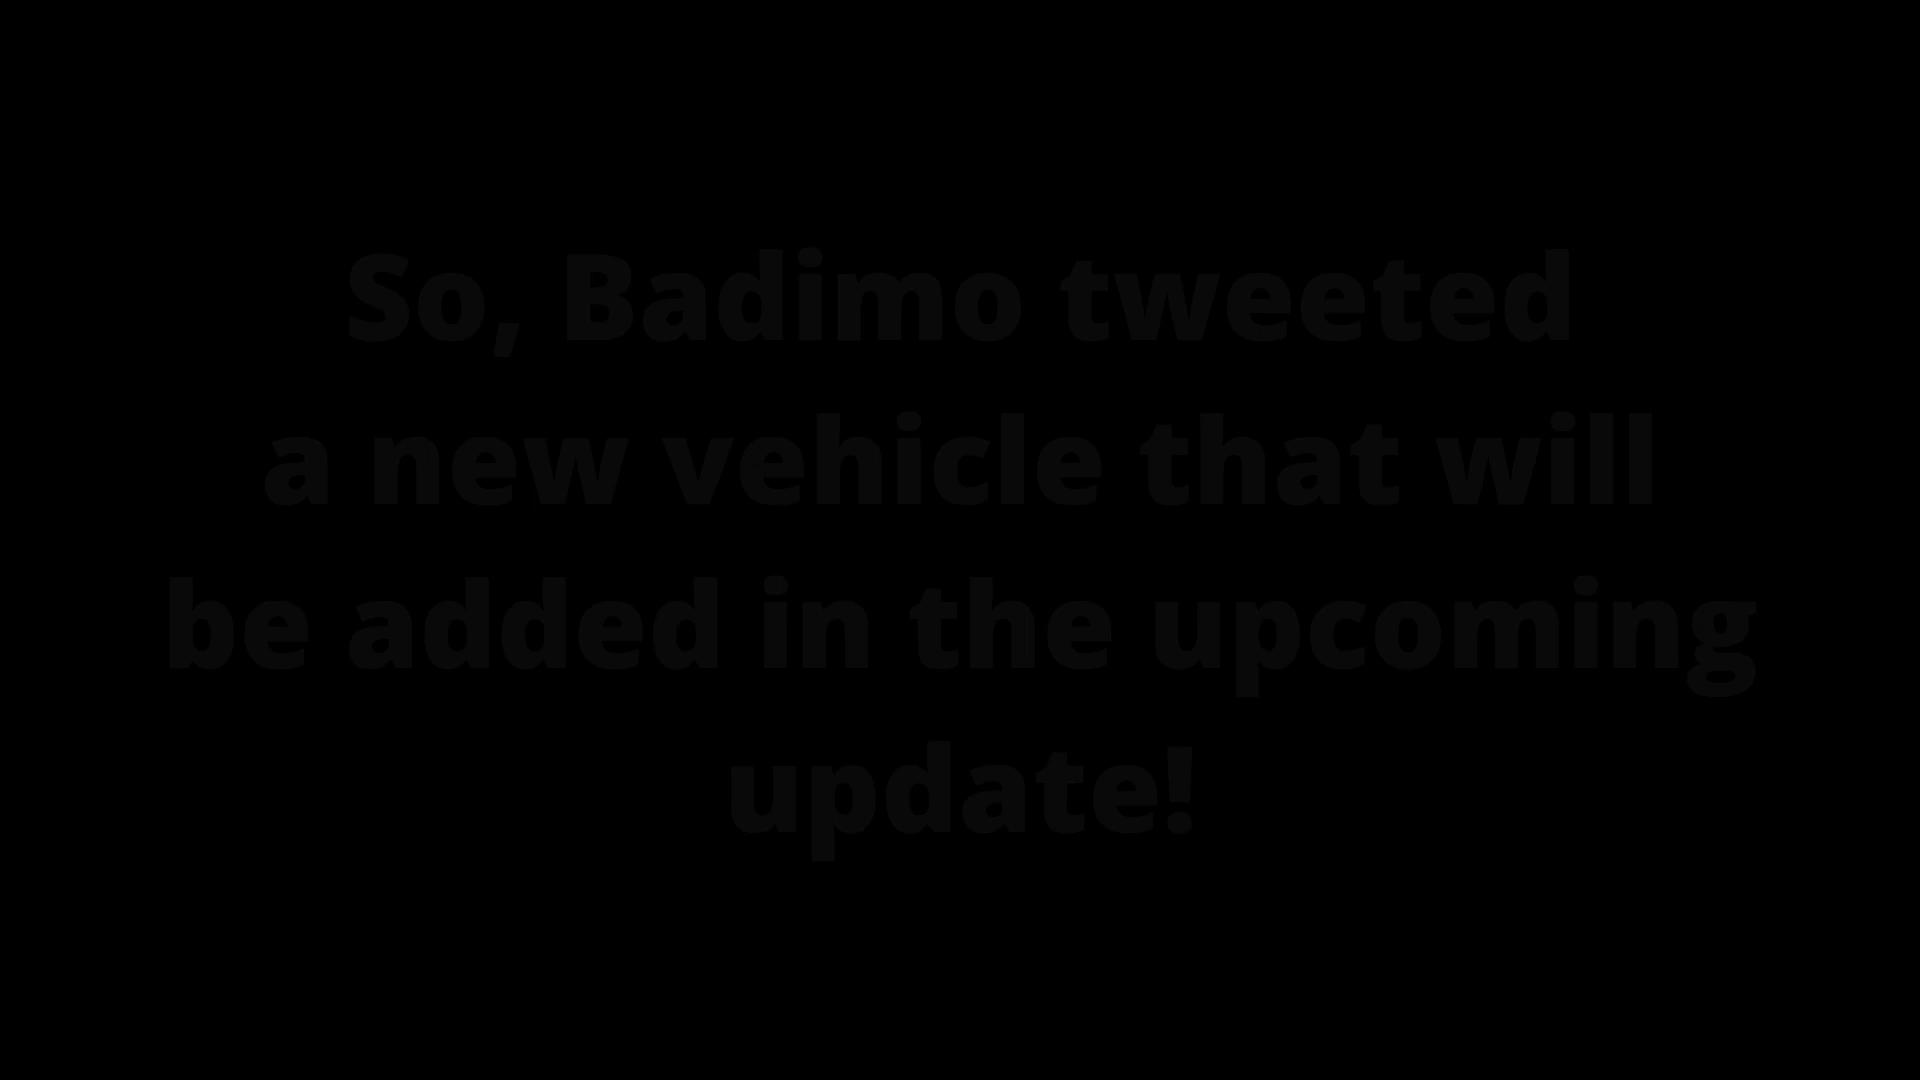 So, Badimo tweeted
a new vehicle that will
be added in the upcoming
update!